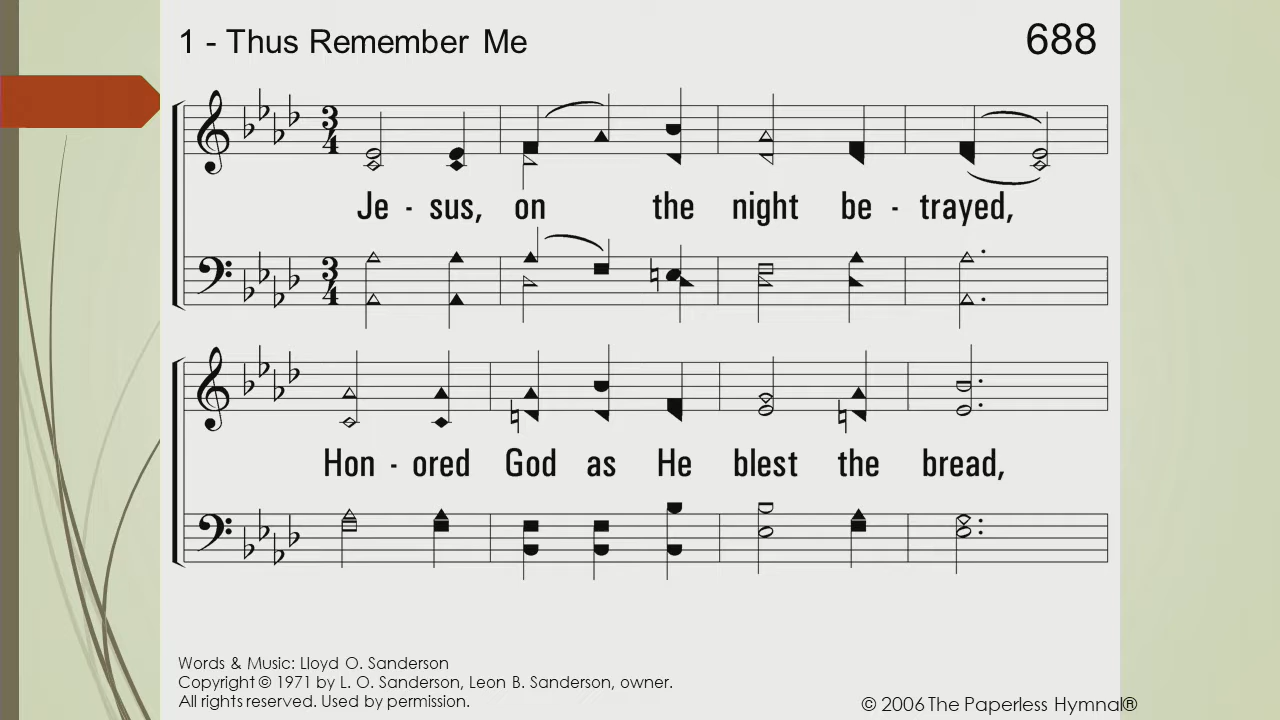 1 - Thus Remember Me
688
Je - sus, on the night be - trayed,
Hon - ored God as He blest the bread,
Words & Music: Lloyd O. Sanderson
Copyright © 1971 by L. O. Sanderson, Leon B. Sanderson, owner.
All rights reserved. Used by permission.
© 2006 The Paperless Hymnal®